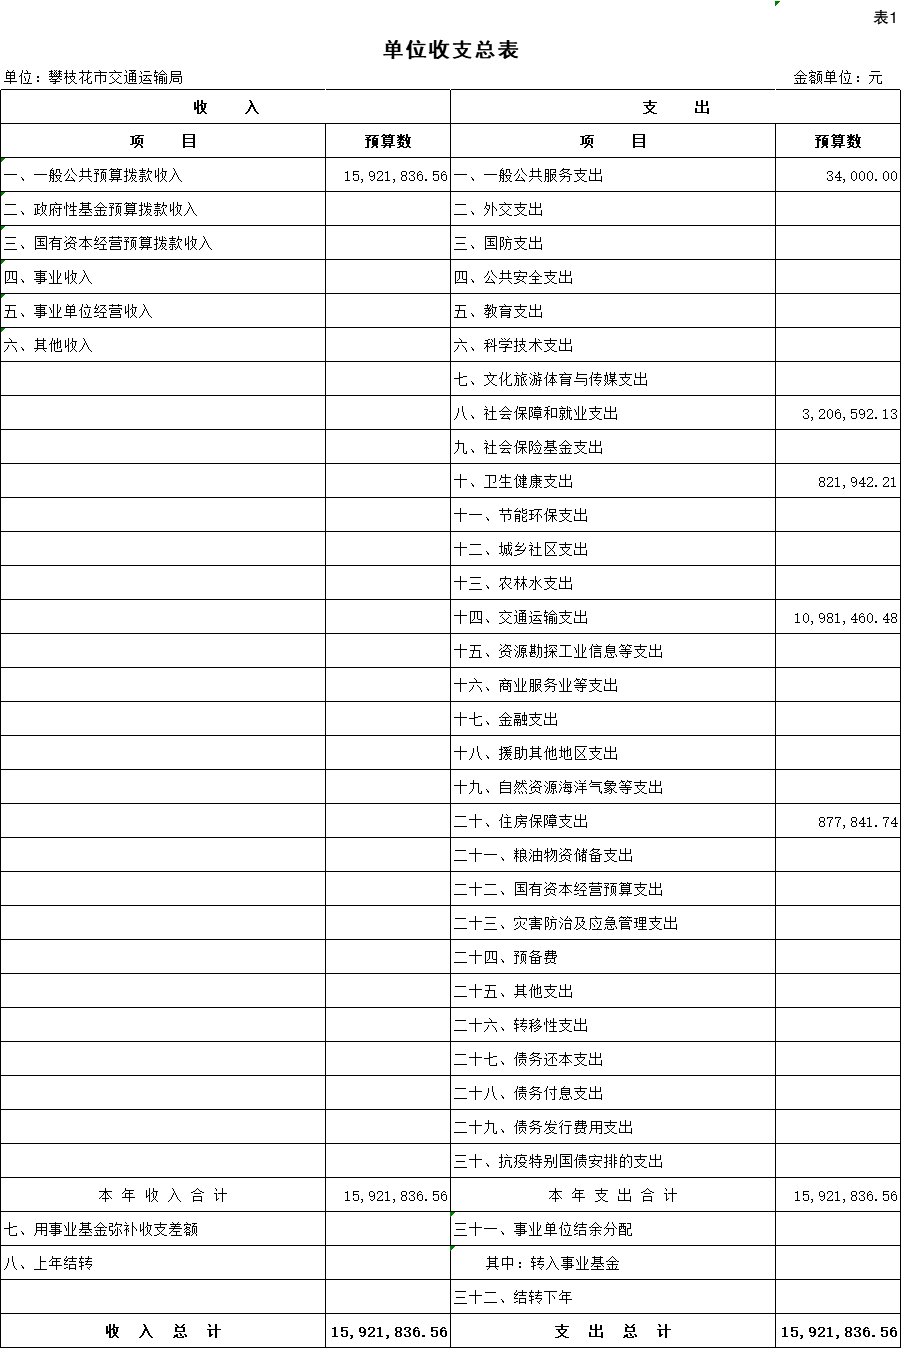 表1
单位收支总表
单位：攀枝花市交通运输局 金额单位：元
收 入 支 出
项 目 预算数 项 目 预算数
一、一般公共预算拨款收入 15,921,836.56 一、一般公共服务支出 34,000.00
二、政府性基金预算拨款收入 二、外交支出
三、国有资本经营预算拨款收入 三、国防支出
四、事业收入 四、公共安全支出
五、事业单位经营收入 五、教育支出
六、其他收入 六、科学技术支出
七、文化旅游体育与传媒支出
八、社会保障和就业支出 3,206,592.13
九、社会保险基金支出
十、卫生健康支出 821,942.21
十一、节能环保支出
十二、城乡社区支出
十三、农林水支出
十四、交通运输支出 10,981,460.48
十五、资源勘探工业信息等支出
十六、商业服务业等支出
十七、金融支出
十八、援助其他地区支出
十九、自然资源海洋气象等支出
二十、住房保障支出 877,841.74
二十一、粮油物资储备支出
二十二、国有资本经营预算支出
二十三、灾害防治及应急管理支出
二十四、预备费
二十五、其他支出
二十六、转移性支出
二十七、债务还本支出
二十八、债务付息支出
二十九、债务发行费用支出
三十、抗疫特别国债安排的支出
本 年 收 入 合 计 15,921,836.56 本 年 支 出 合 计 15,921,836.56
七、用事业基金弥补收支差额 三十一、事业单位结余分配
八、上年结转 其中：转入事业基金
三十二、结转下年
收 入 总 计 15,921,836.56 支 出 总 计 15,921,836.56